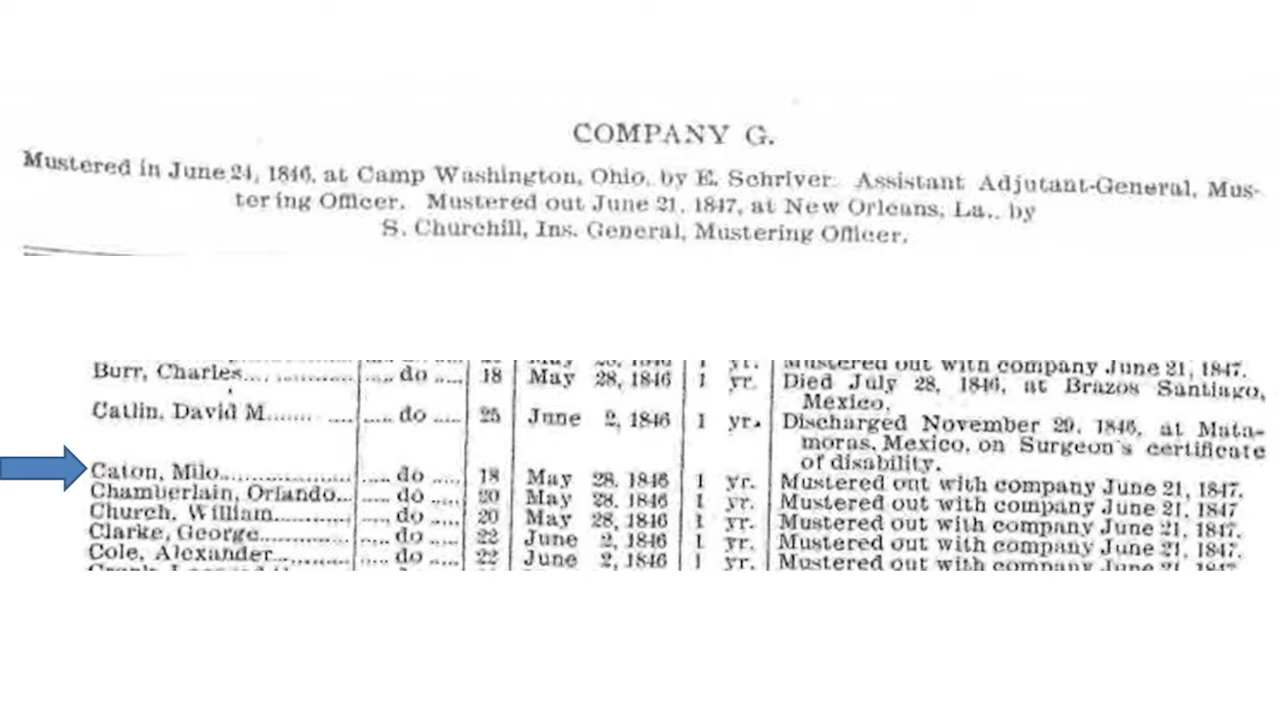 COMPANY G.
Mustered in June 24, 1846, at Camp Washington, Ohio, by E. Schriver. Assistant Adjutant-General, Mus-
tering Officer. Mustered out June 21, 1847, at New Orleans, La., by
S. Churchill, Ins. General, Mustering Officer.
Mustered out with company June 21, 1847.
Burr, Charles.... ............... ..... do ..... 18 May 28, 1846 1 yr. Died July 28, 1846, at Brazos Santiago,
Mexico.
Catlin, David M....... .... ..... do ..... 25 June 2, 1846 1 yr. Discharged November 29, 1846, at Mata-
moras, Mexico, on Surgeon's certificate
of disability.
Caton, Milo...................... ..... do ..... 18 May 28, 1846 1 yr. Mustered out with company June 21, 1847.
Chamberlain, Orlando... ..... do ..... 20 May 28, 1846 1 yr. Mustered out with company June 21, 1847
Church, William............. ..... do ..... 20 May 28, 1846 1 yr. Mustered out with company June 21, 1847.
Clarke, George............... ..... do ..... 22 June 2, 1846 1 yr. Mustered out with company June 21, 1847.
Cole, Alexander............. ..... do ..... 22 June 2, 1846 1 yr. Mustered out with company June 21, 1847